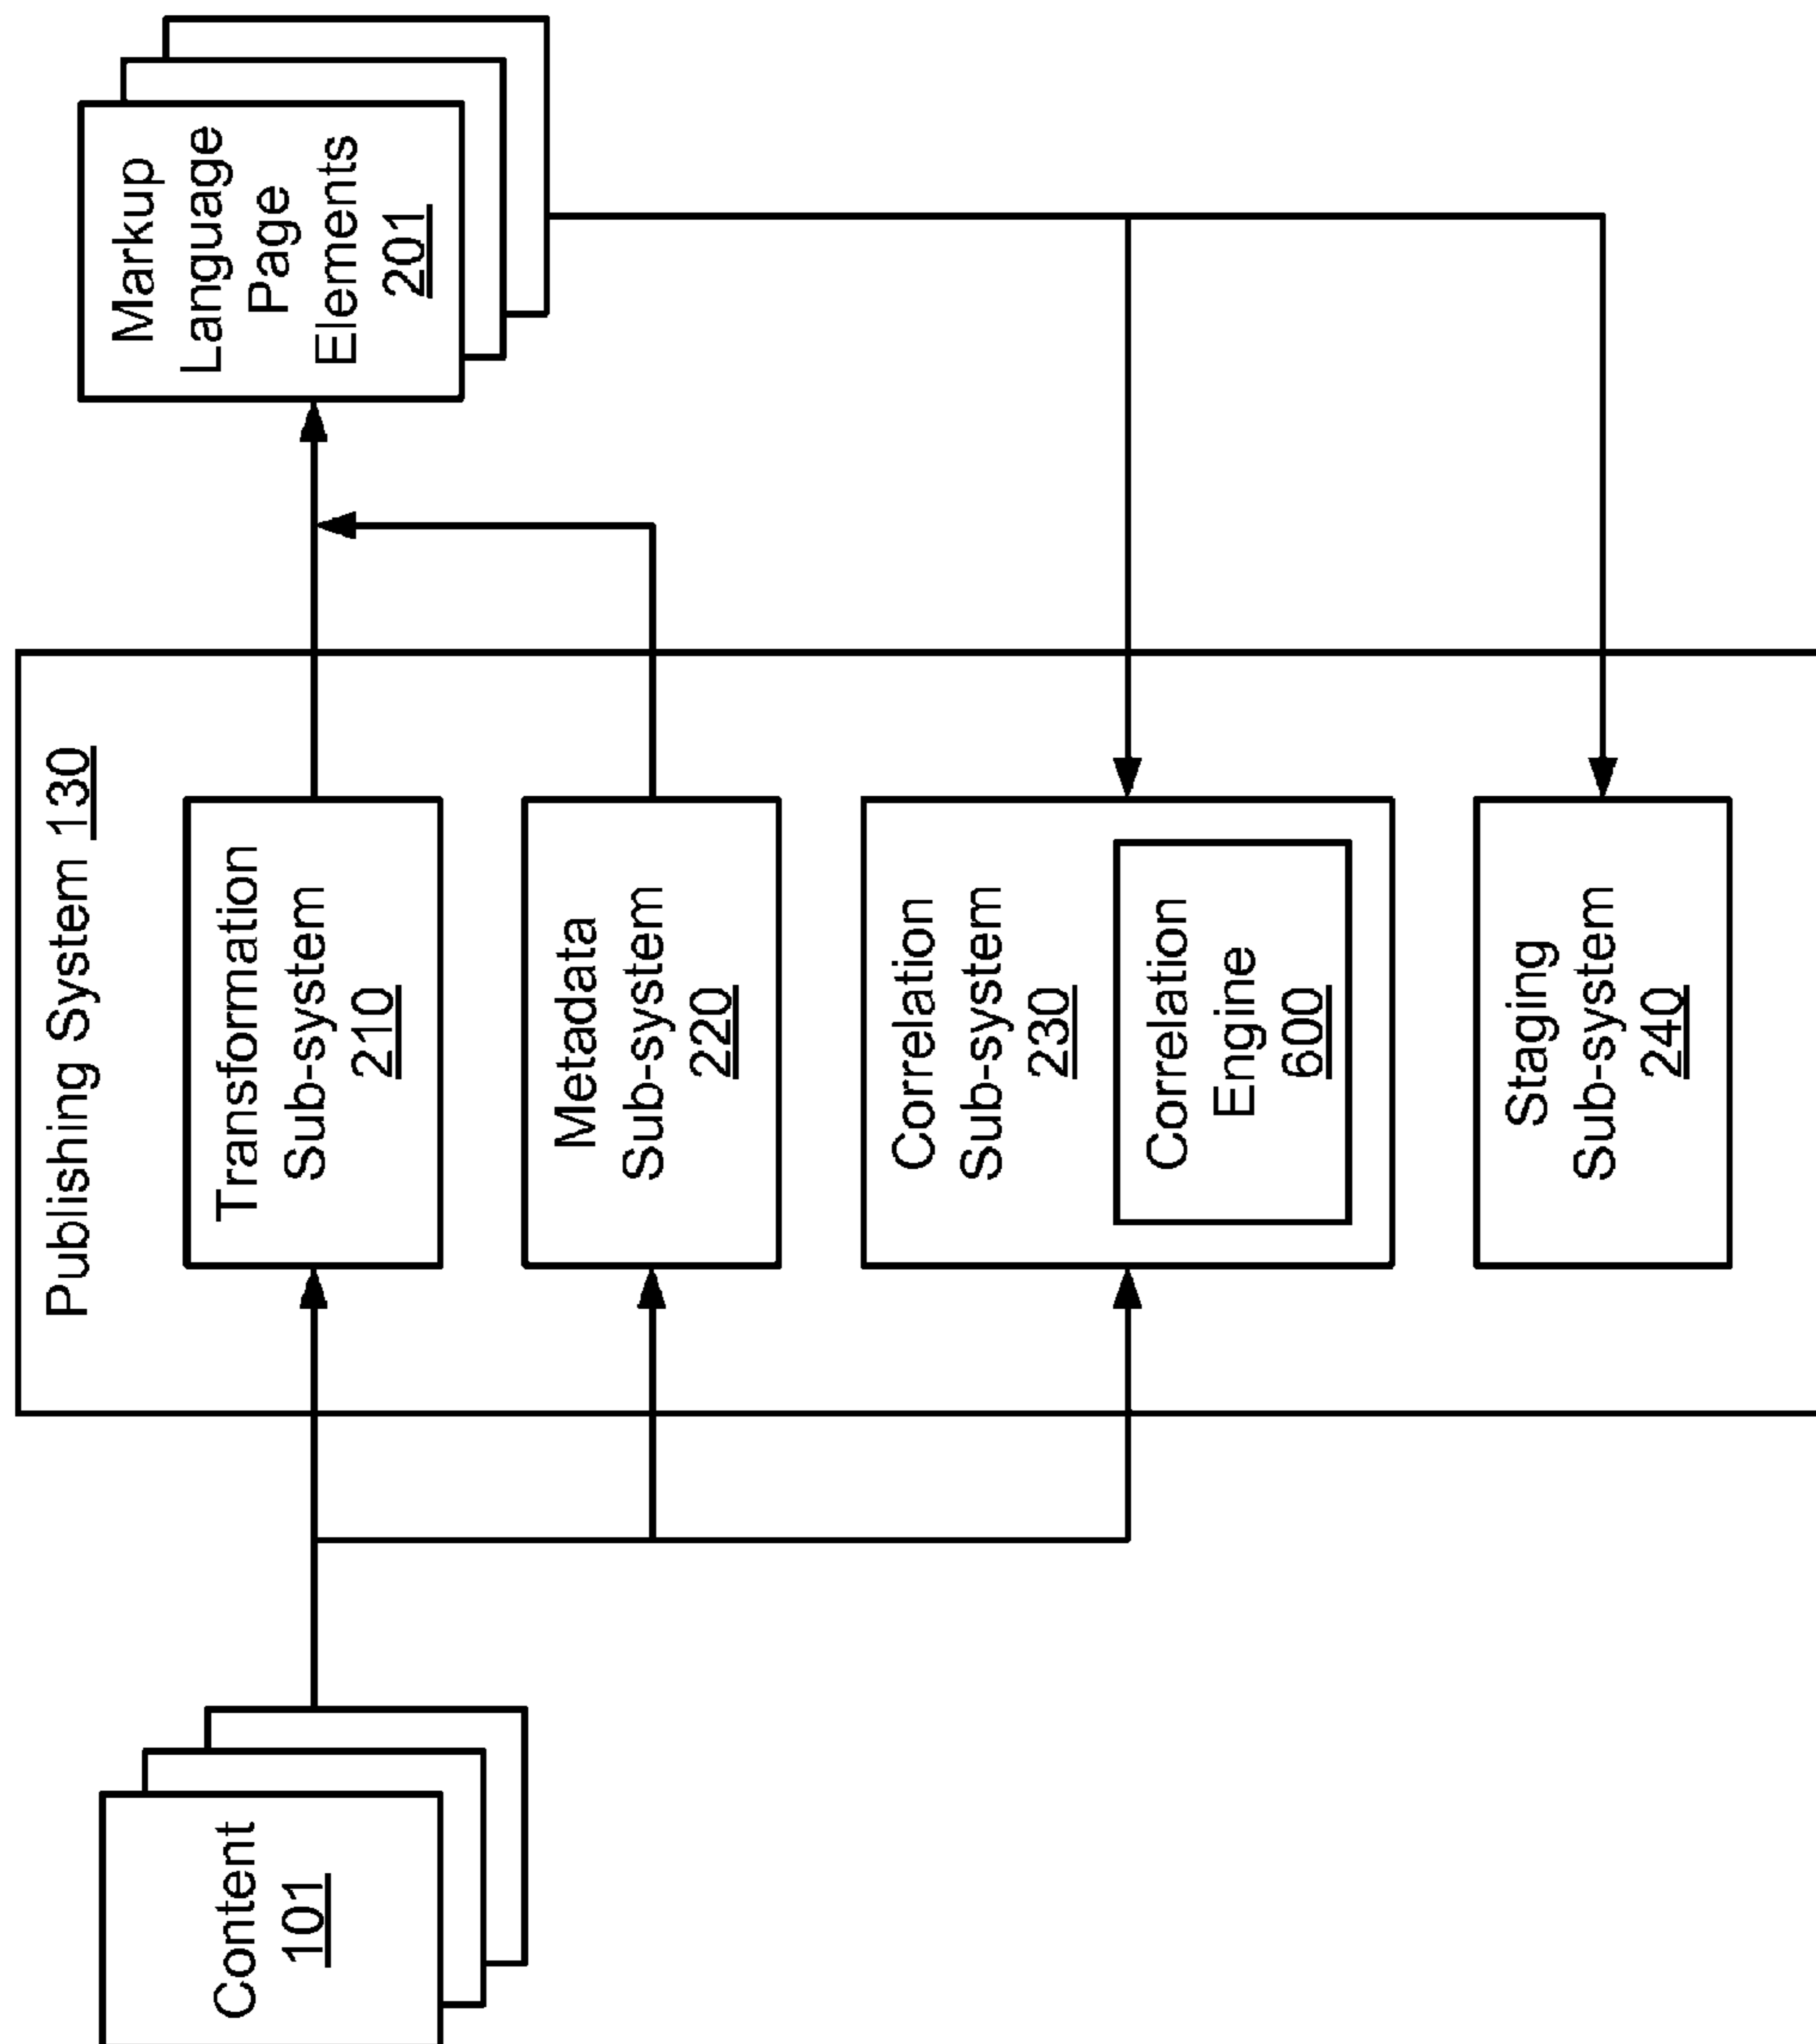 Publishing System 130
Content
101
Transformation
Sub-system
210
Metadata
Sub-system
220
Correlation
Sub-system
230
Correlation
Engine
600
Staging
Sub-system
240
Markup
Language
Page
Elements
201